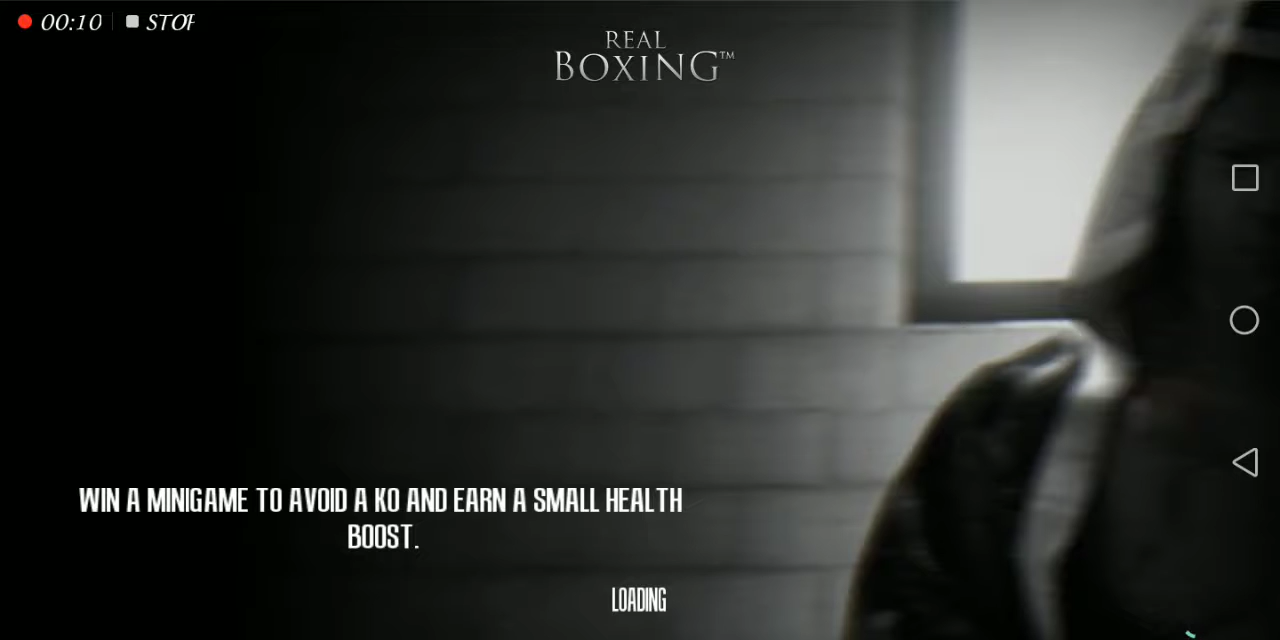 00:10
REAL
BOXING™
WIN A MINIGAME TO AVOID A KO AND EARN A SMALL HEALTH
BOOST.
LOADING